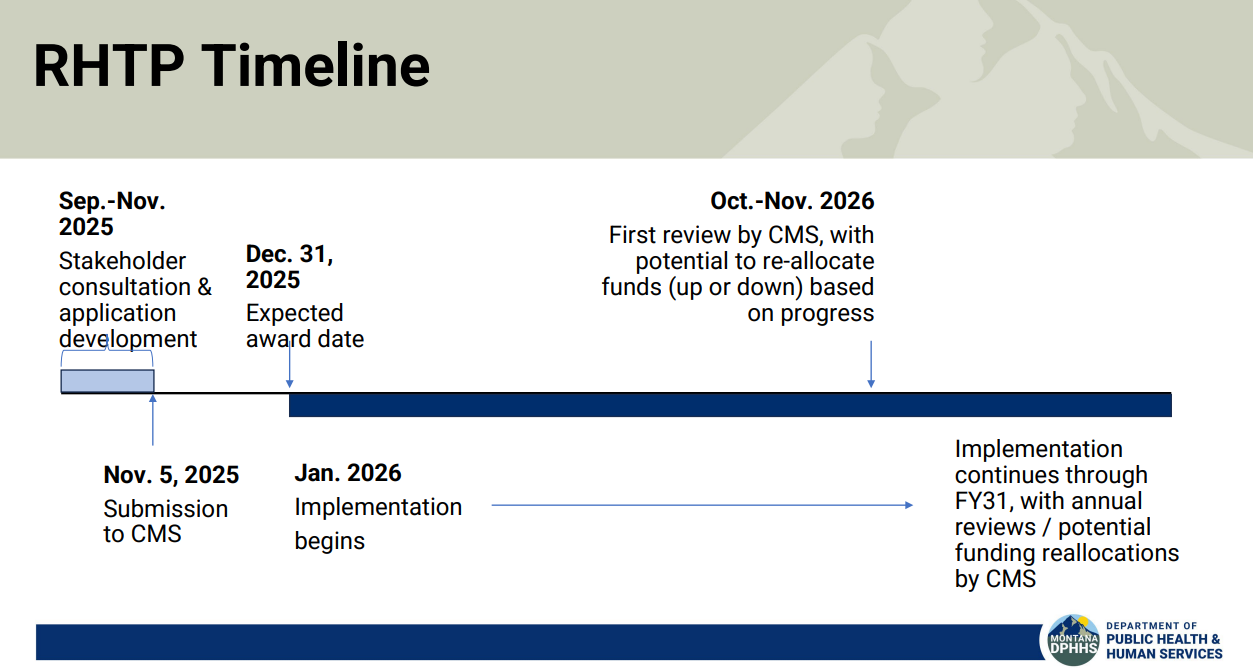 RHTP Timeline
Sep.-Nov.
2025
Stakeholder
consultation &
application
development
Dec. 31,
2025
Expected
award date
Oct.-Nov. 2026
First review by CMS, with
potential to re-allocate
funds (up or down) based
on progress
Nov. 5, 2025
Submission
to CMS
Jan. 2026
Implementation
begins
Implementation
continues through
FY31, with annual
reviews / potential
funding reallocations
by CMS
MONTANA
DPHHS
DEPARTMENT OF
PUBLIC HEALTH &
HUMAN SERVICES